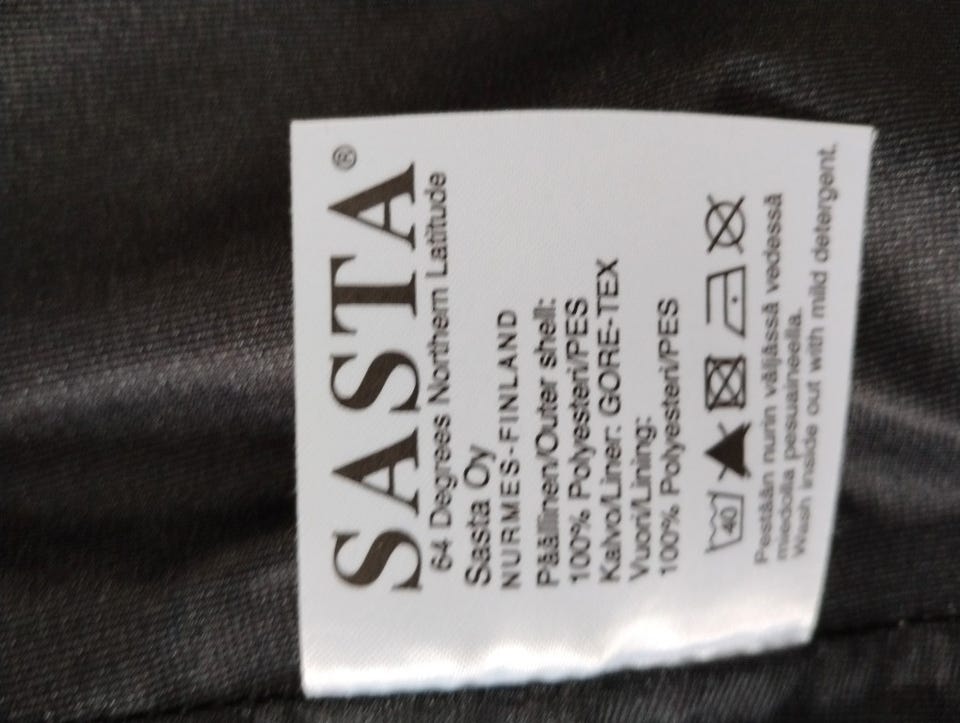 SASTA®
64 Degrees Northern Latitude
Sasta Oy
NURMES-FINLAND
Päällinen/Outer shell:
100% Polyesteri/PES
Kalvo/Liner: GORE-TEX
Vuori/Lining:
100% Polyesteri/PES
40
Pestään nurin väljässä vedessä
miedolla pesuaineella.
Wash inside out with mild detergent.